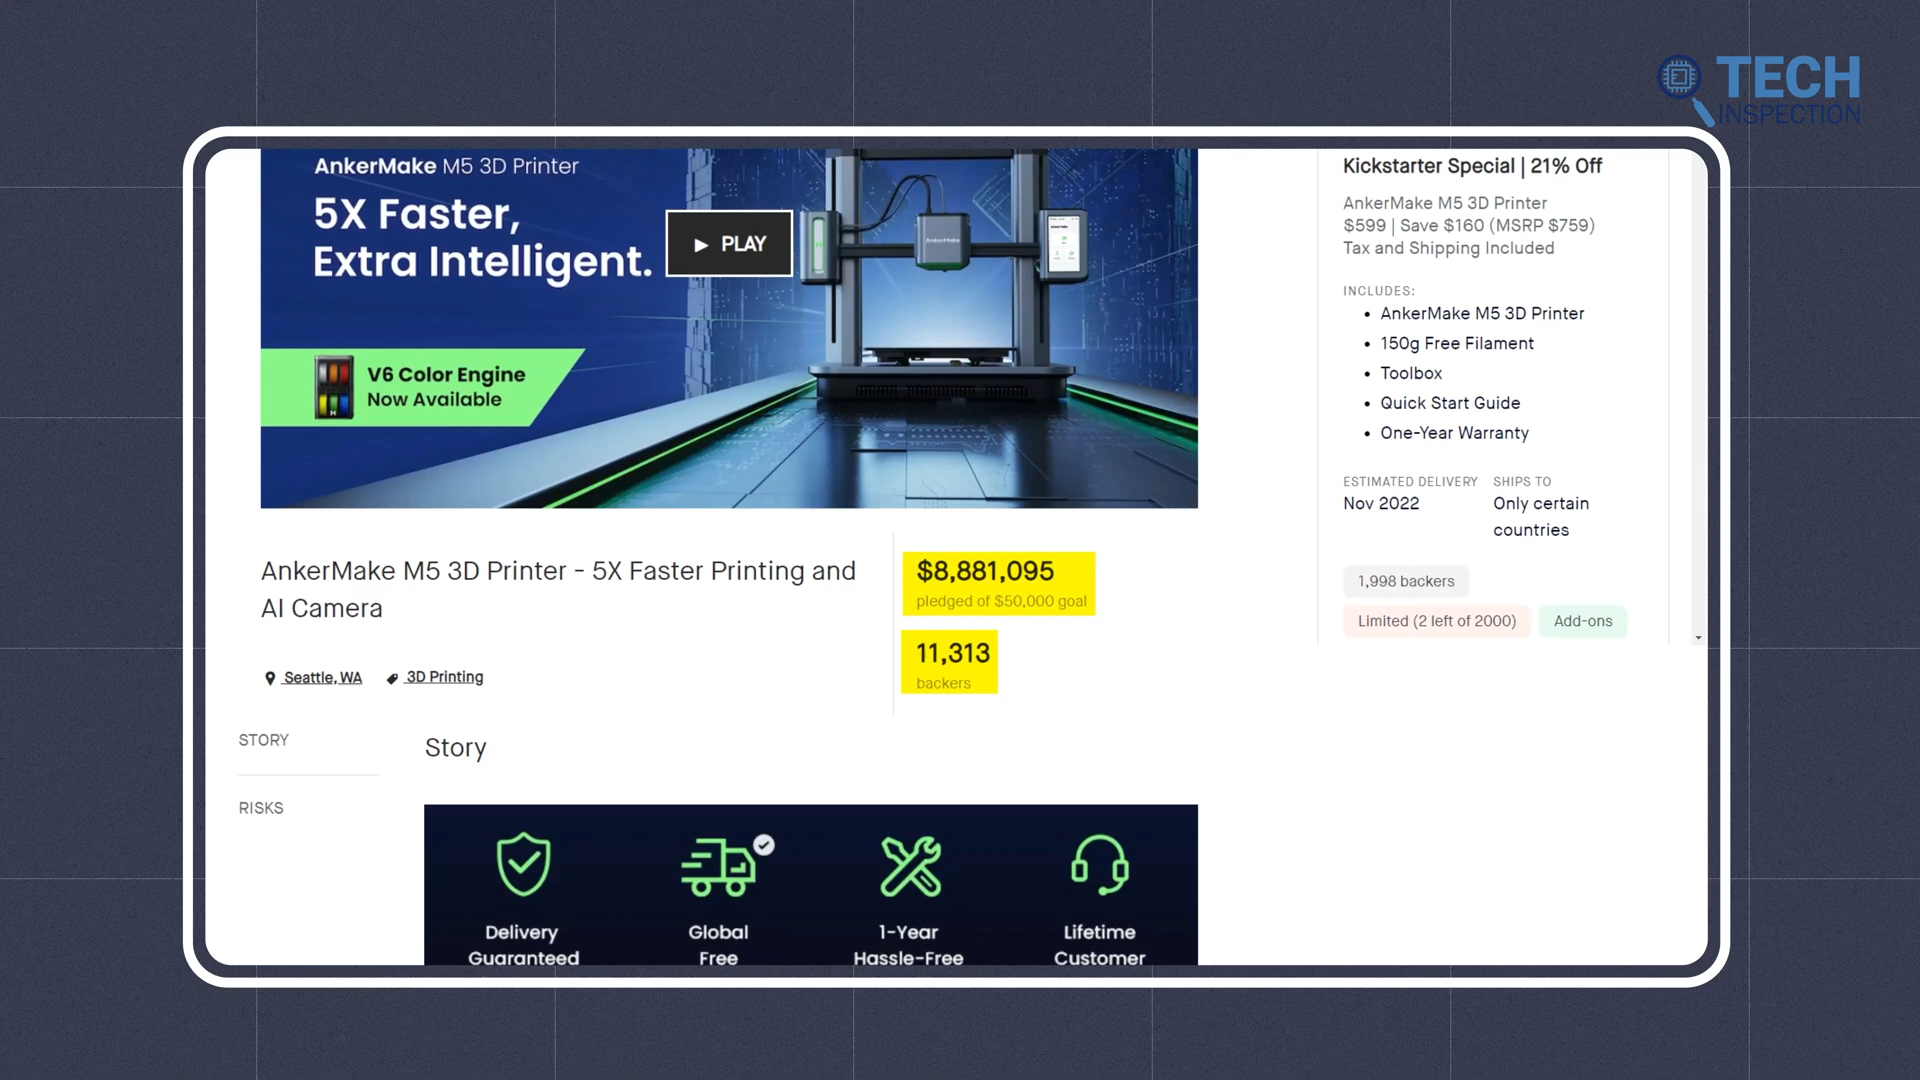 TECH
INSPECTION
AnkerMake M5 3D Printer
5X Faster,
Extra Intelligent.
PLAY
AnkerMake
V6 Color Engine
Now Available
Kickstarter Special | 21% Off
AnkerMake M5 3D Printer
$599 | Save $160 (MSRP $759)
Tax and Shipping Included
INCLUDES:
• AnkerMake M5 3D Printer
• 150g Free Filament
• Toolbox
• Quick Start Guide
• One-Year Warranty
ESTIMATED DELIVERY
Nov 2022
SHIPS TO
Only certain
countries
1,998 backers
Limited (2 left of 2000)
Add-ons
AnkerMake M5 3D Printer - 5X Faster Printing and
AI Camera
Seattle, WA
3D Printing
$8,881,095
pledged of $50,000 goal
11,313
backers
STORY
RISKS
Story
Delivery
Guaranteed
Global
Free
1-Year
Hassle-Free
Lifetime
Customer